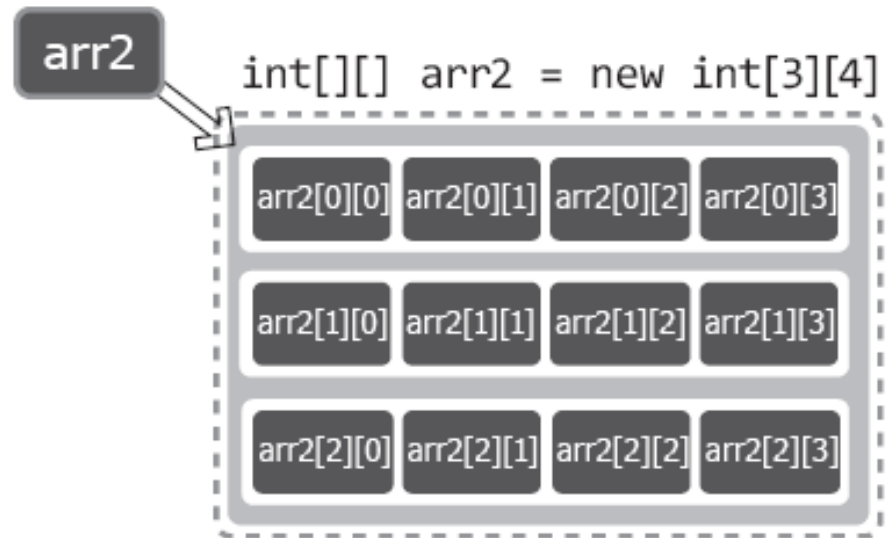 arr2
int[][] arr2 = new int[3][4]
arr2[0][0] arr2[0][1] arr2[0][2] arr2[0][3]
arr2[1][0] arr2[1][1] arr2[1][2] arr2[1][3]
arr2[2][0] arr2[2][1] arr2[2][2] arr2[2][3]